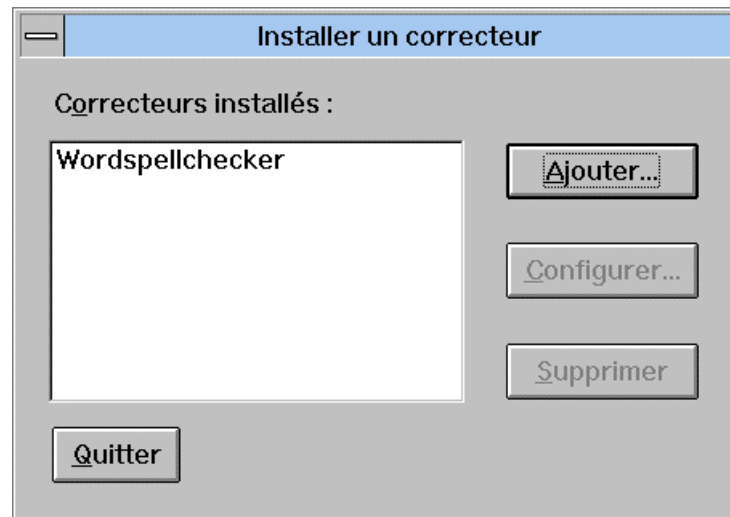 Installer un correcteur
Correcteurs installés :
Wordspellchecker
Ajouter...
Configurer...
Supprimer
Quitter